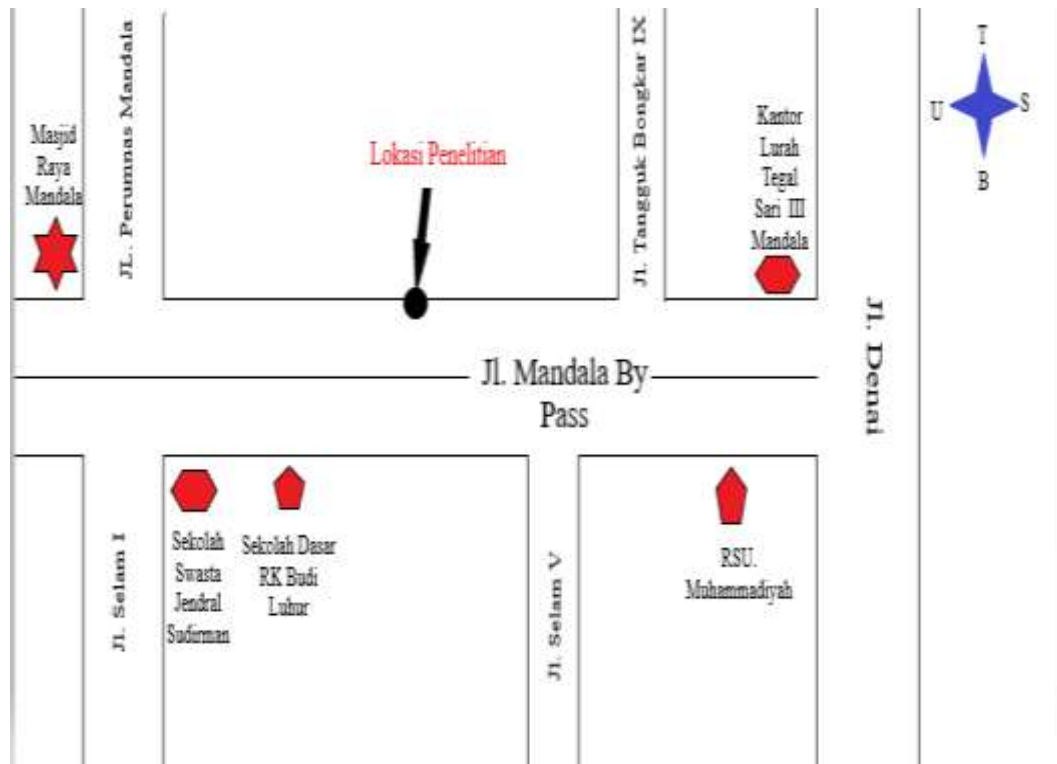 JL. Perumnas Mandala
Jl. Tangguk Bongkar IX
T
U
S
B
Masjid
Raya
Mandala
Lokasi Penelitian
Kantor
Lurah
Tegal
Sari III
Mandala
Jl. Denai
Jl. Mandala By
Pass
Jl. Selam I
Sekolah
Swasta
Jendral
Sudirman
Sekolah Dasar
RK Budi
Luhur
Jl. Selam V
RSU.
Muhammadiyah